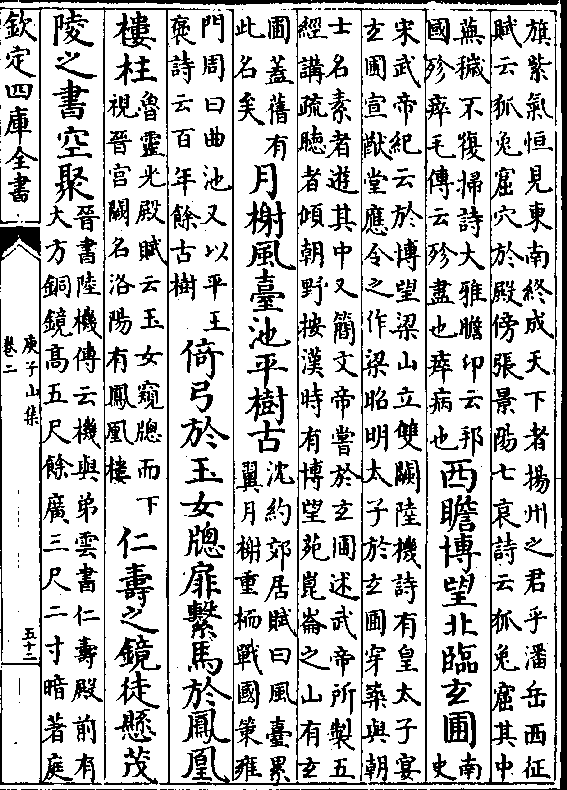 旗紫氣恒見東南終成天下者揚州之君乎潘岳西征
賦云狐兎窟穴於殿傍張景陽七哀詩云狐兎窟其中
蕪穢不復掃詩大雅瞻卬云邦
國殄瘁毛傳云殄盡也瘁病也
西瞻博望北臨玄圃
南
史
宋武帝紀云於博望梁山立雙闕陸機詩有皇太子宴
玄圃宣猷堂應令之作梁昭明太子於玄圃穿築與朝
士名素者遊其中又簡文帝嘗於玄圃述武帝所製五
經講疏聽者傾朝野按漢時有博望苑崑崙之山有玄
圃蓋舊有
此名矣
月榭風臺池平樹古
沈約郊居賦曰風臺累
翼月榭重栭戰國策雍
門周曰曲池又以平王
襃詩云百年餘古樹
倚弓於玉女牕扉繫馬於鳳凰
樓柱
魯靈光殿賦云玉女窺牕而下
視晉宫闕名洛陽有鳳凰樓
仁壽之鏡徒懸茂
陵之書空聚
晉書陸機傳云機與弟雲書仁壽殿前有
大方銅鏡髙五尺餘廣三尺二寸暗著庭
欽定四庫全書
庾子山集
卷二
五十二